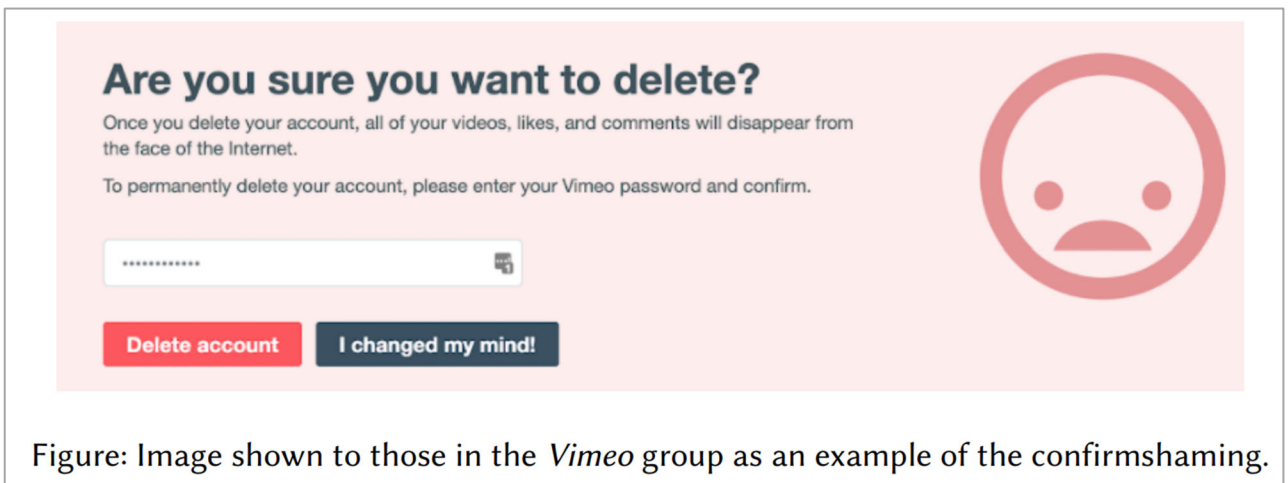 Are you sure you want to delete?
Once you delete your account, all of your videos, likes, and comments will disappear from
the face of the Internet.
To permanently delete your account, please enter your Vimeo password and confirm.
••••••••••••
Delete account
I changed my mind!
Figure: Image shown to those in the Vimeo group as an example of the confirmshaming.